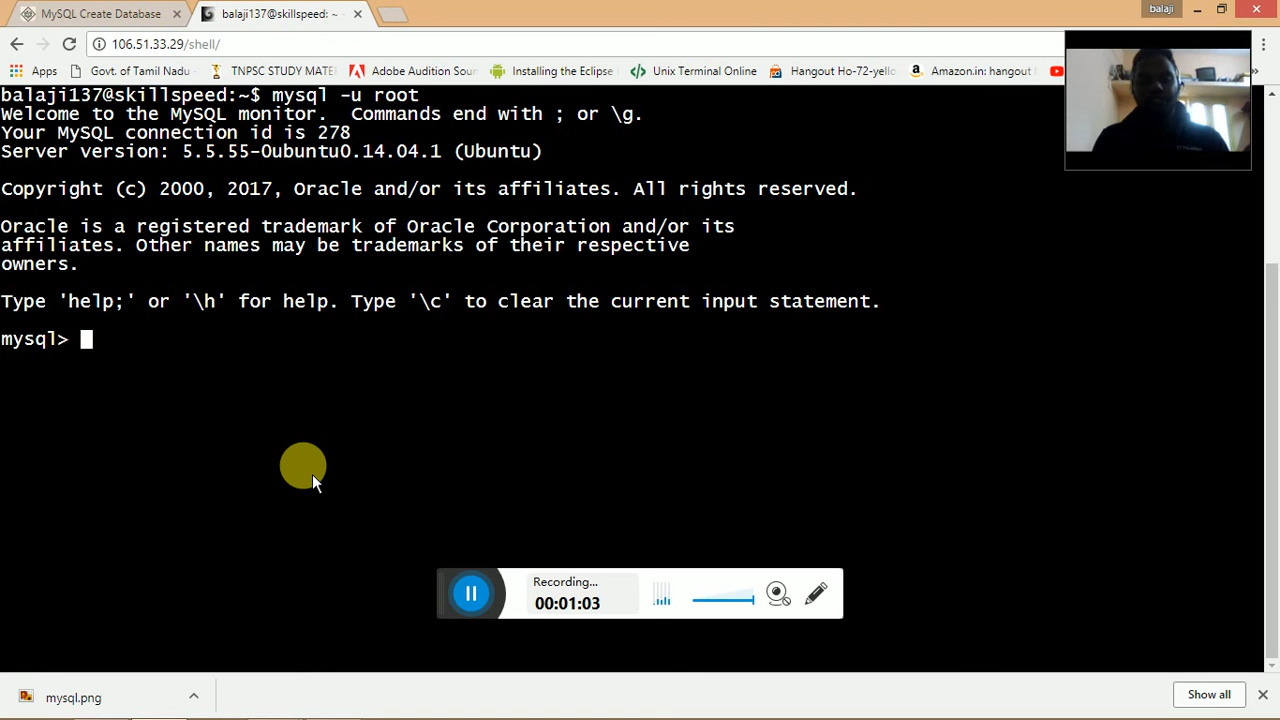 MySQL Create Database
balaji137@skillspeed: ~
balaji
106.51.33.29/shell/
Apps
Govt. of Tamil Nadu
TNPSC STUDY MATE
Adobe Audition Sour
Installing the Eclipse
Unix Terminal Online
Hangout Ho-72-yello
Amazon.in: hangout
balaji137@skillspeed:~$ mysql -u root
Welcome to the MySQL monitor.  Commands end with ; or \g.
Your MySQL connection id is 278
Server version: 5.5.55-0ubuntu0.14.04.1 (Ubuntu)
Copyright (c) 2000, 2017, Oracle and/or its affiliates. All rights reserved.
Oracle is a registered trademark of Oracle Corporation and/or its
affiliates. Other names may be trademarks of their respective
owners.
Type 'help;' or '\h' for help. Type '\c' to clear the current input statement.
mysql>
Recording...
00:01:03
mysql.png
Show all